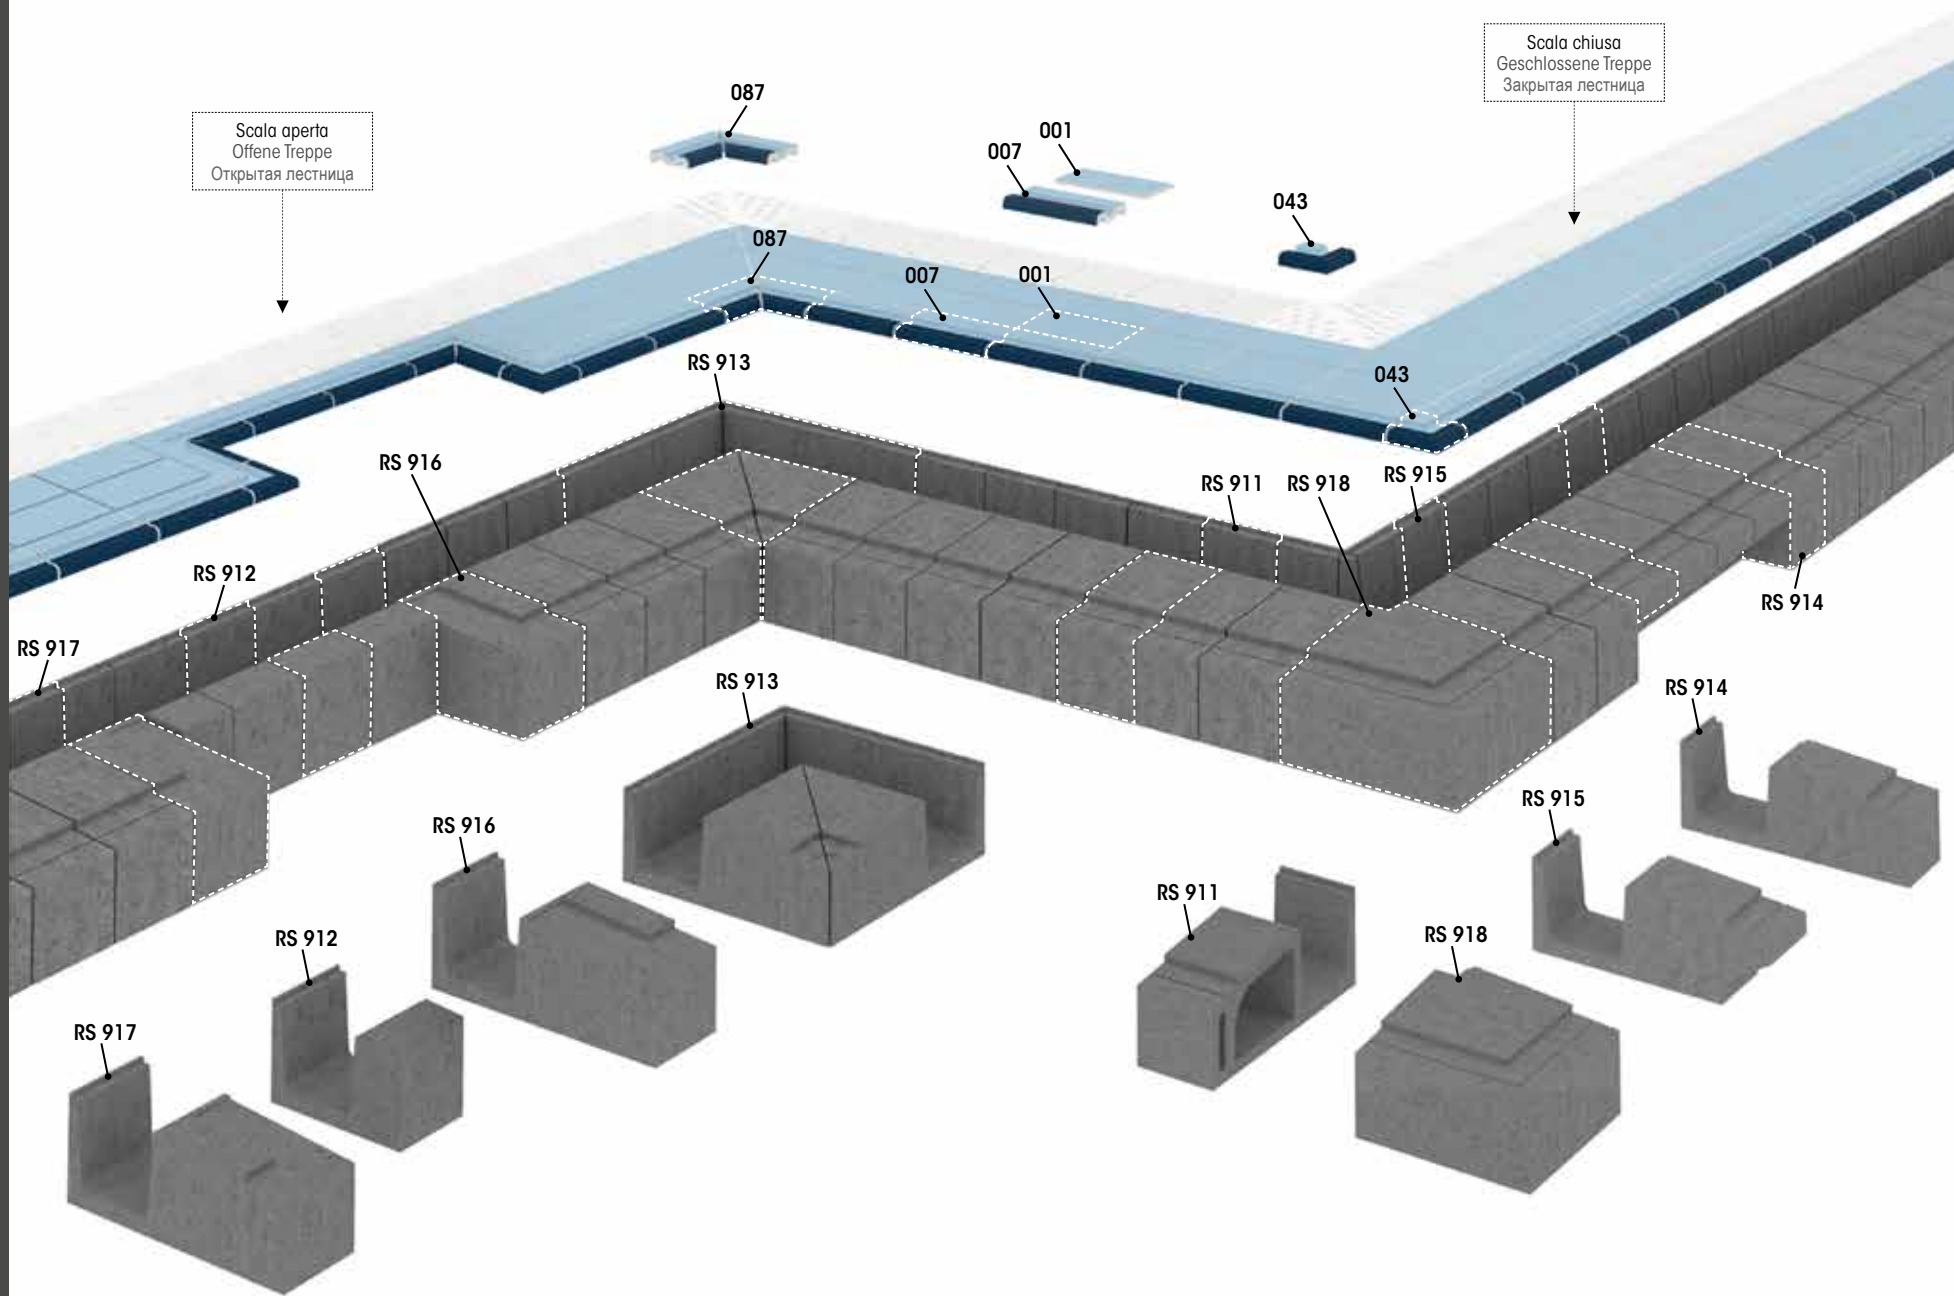 Scala chiusa
Geschlossene Treppe
Закрытая лестница
087
Scala aperta
Offene Treppe
Открытая лестница
001
007
043
087
007
001
RS 913
043
RS 916
RS 911
RS 918
RS 915
RS 912
RS 914
RS 917
RS 913
RS 914
RS 915
RS 916
RS 911
RS 918
RS 912
RS 917